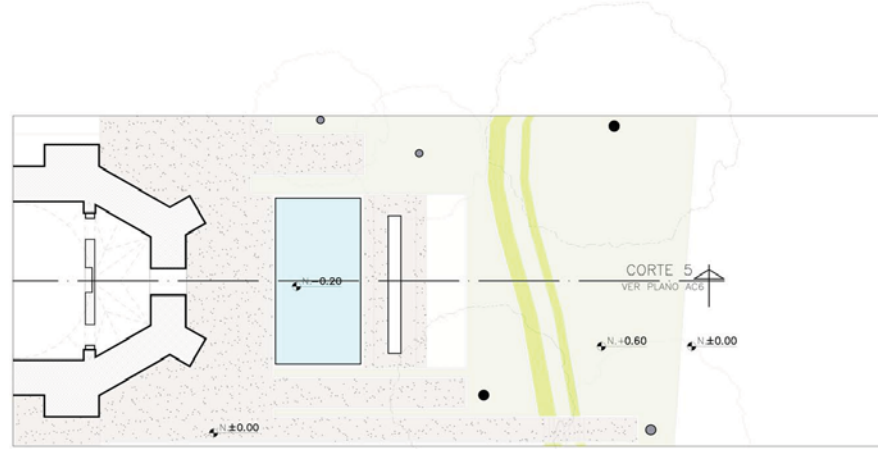 CORTE 5
VER PLANO AC6
N.-0.20
N.+0.60
N.±0.00
N.±0.00